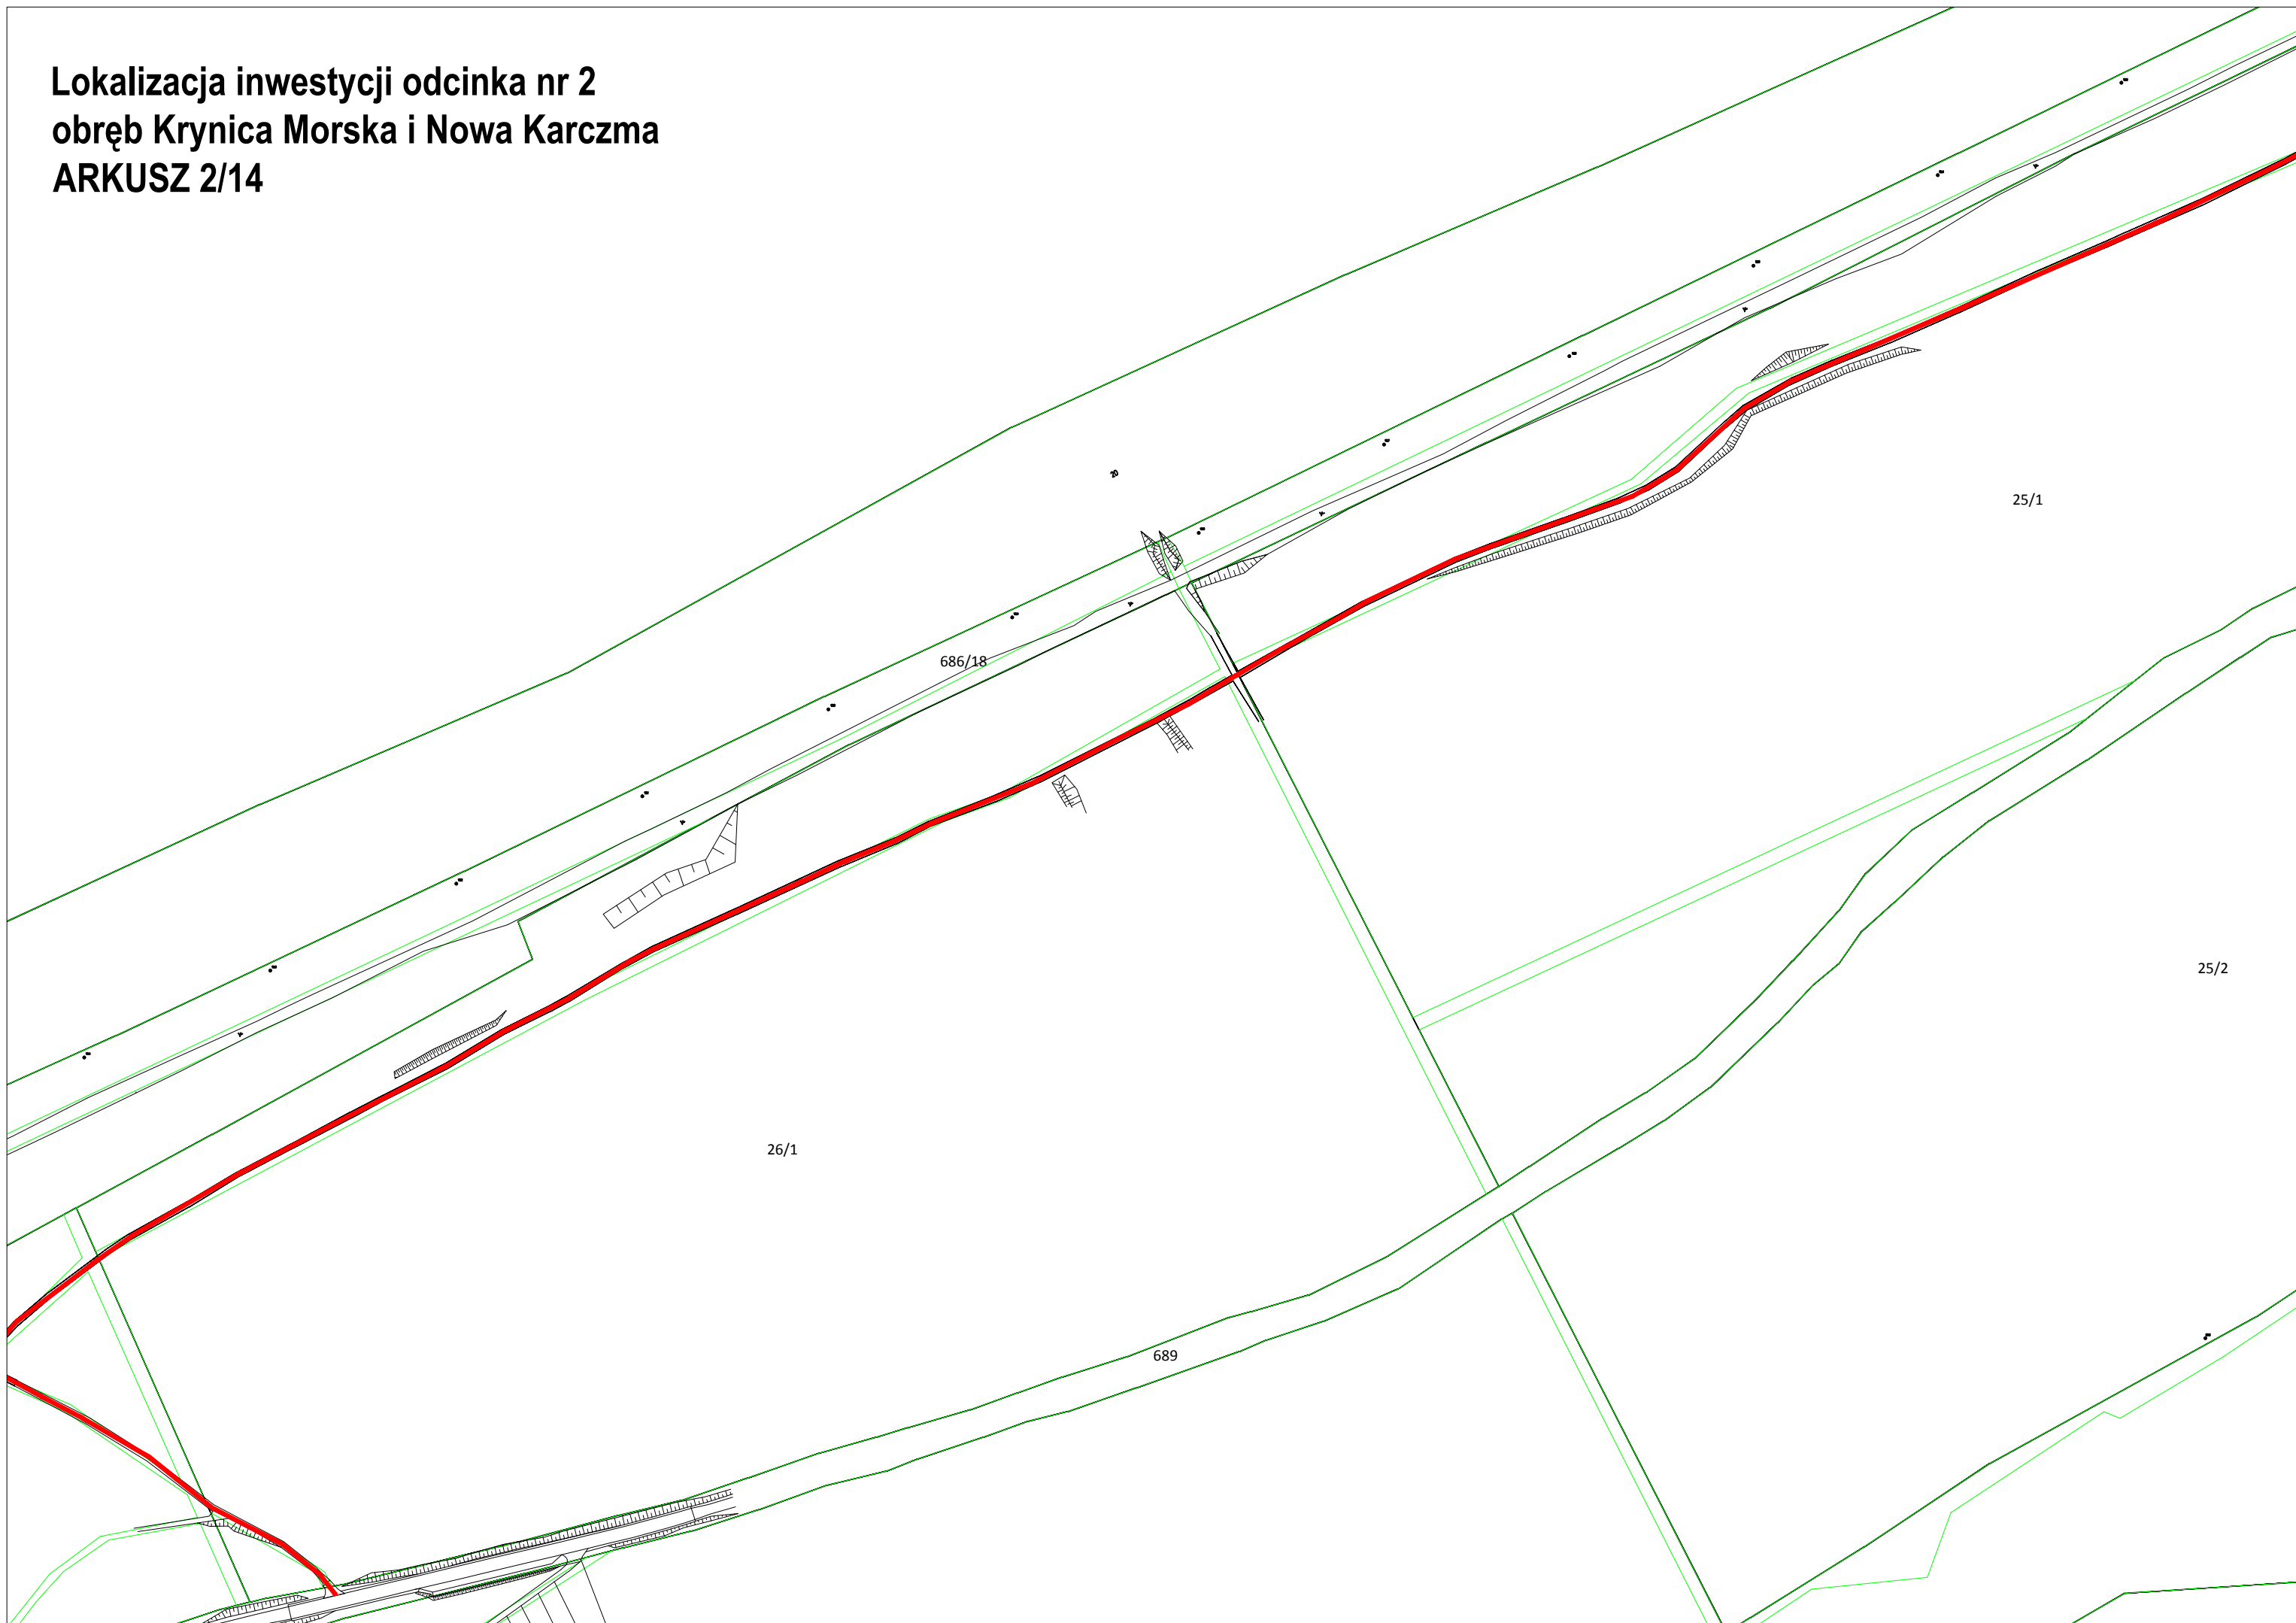 Lokalizacja inwestycji odcinka nr 2
obręb Krynica Morska i Nowa Karczma
ARKUSZ 2/14
20
25/1
686/18
25/2
26/1
689